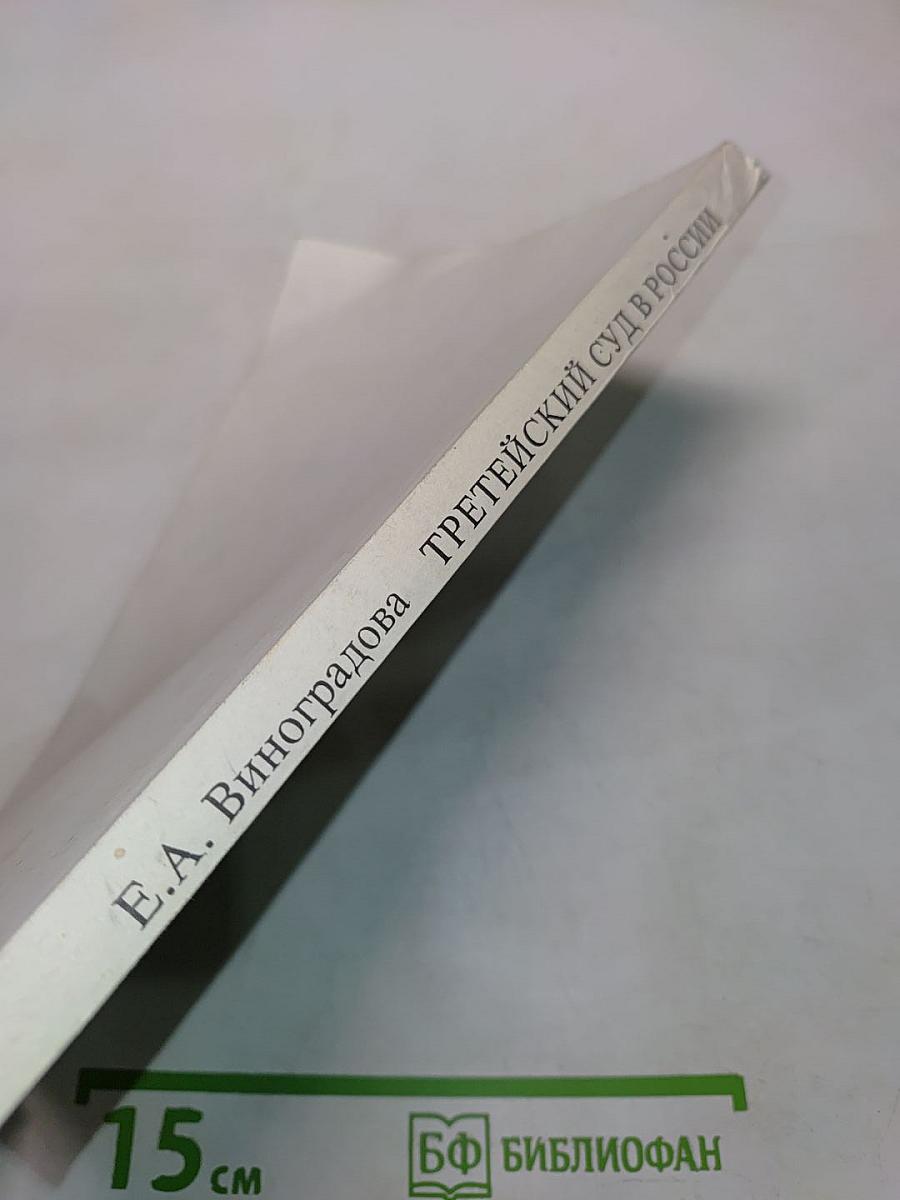 Е.А. Виноградова ТРЕТЕЙСКИЙ СУД В РОССИИ
15 см
БФ БИБЛИОФАН